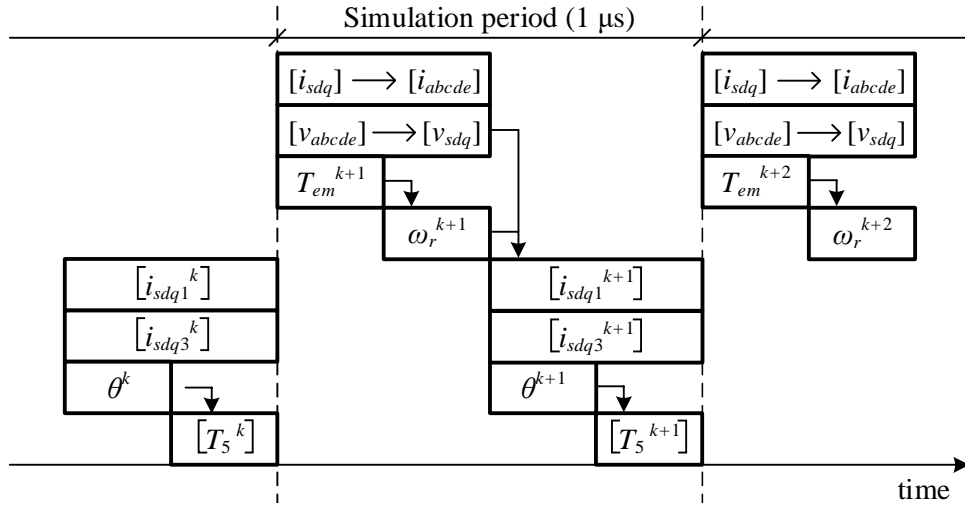 Simulation period (1 μs)
[i_sdq] → [i_abcde] [i_sdq] → [i_abcde]
[v_abcde] → [v_sdq] [v_abcde] → [v_sdq]
T_em^k+1 T_em^k+2
ω_r^k+1 ω_r^k+2
[i_sdq1^k] [i_sdq1^k+1]
[i_sdq3^k] [i_sdq3^k+1]
θ^k θ^k+1
[T_5^k] [T_5^k+1]
time